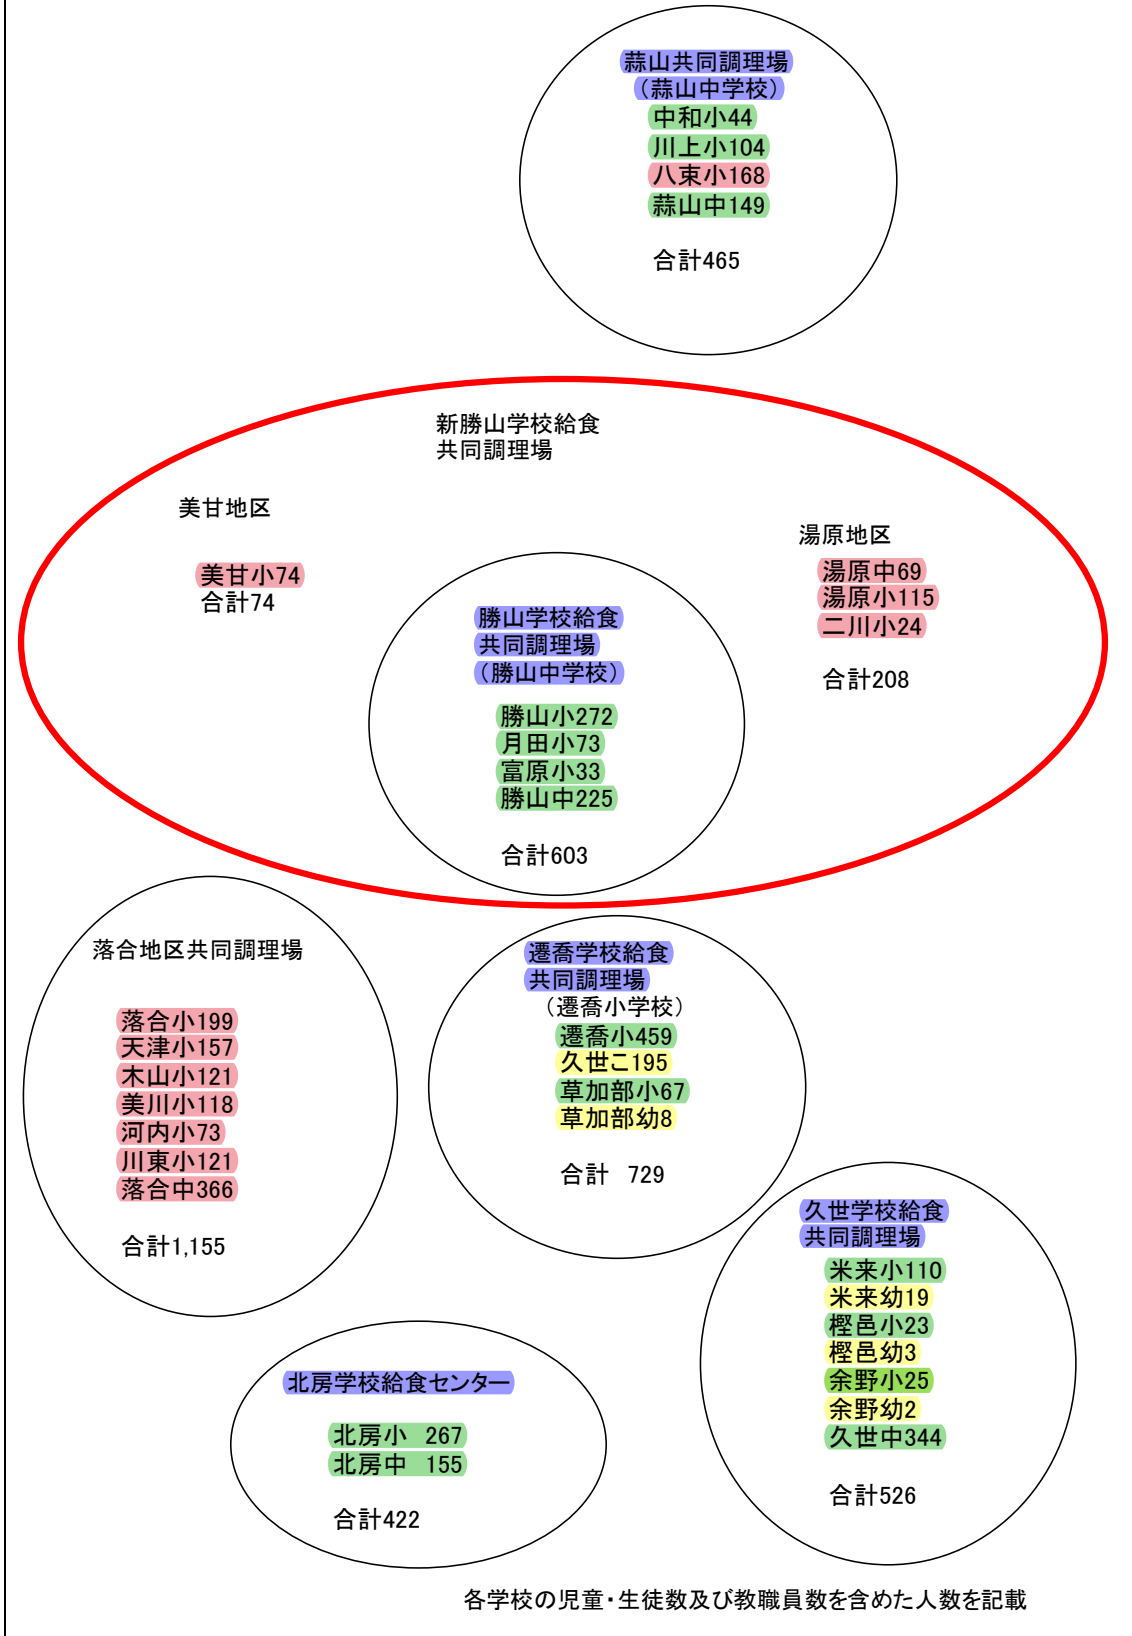 蒜山共同調理場
（蒜山中学校）
中和小44
川上小104
八束小168
蒜山中149
合計465
新勝山学校給食
共同調理場
美甘地区
美甘小74
合計74
湯原地区
湯原中69
湯原小115
二川小24
合計208
勝山学校給食
共同調理場
（勝山中学校）
勝山小272
月田小73
富原小33
勝山中225
合計603
落合地区共同調理場
落合小199
天津小157
木山小121
美川小118
河内小73
川東小121
落合中366
合計1,155
遷喬学校給食
共同調理場
（遷喬小学校）
遷喬小459
久世こ195
草加部小67
草加部幼8
合計　729
久世学校給食
共同調理場
米来小110
米来幼19
樫邑小23
樫邑幼3
余野小25
余野幼2
久世中344
合計526
北房学校給食センター
北房小　267
北房中　155
合計422
各学校の児童・生徒数及び教職員数を含めた人数を記載